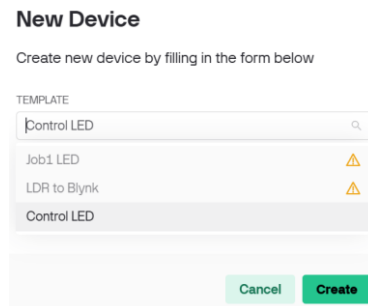 New Device
Create new device by filling in the form below
TEMPLATE
Control LED
Job1 LED
LDR to Blynk
Control LED
Cancel Create